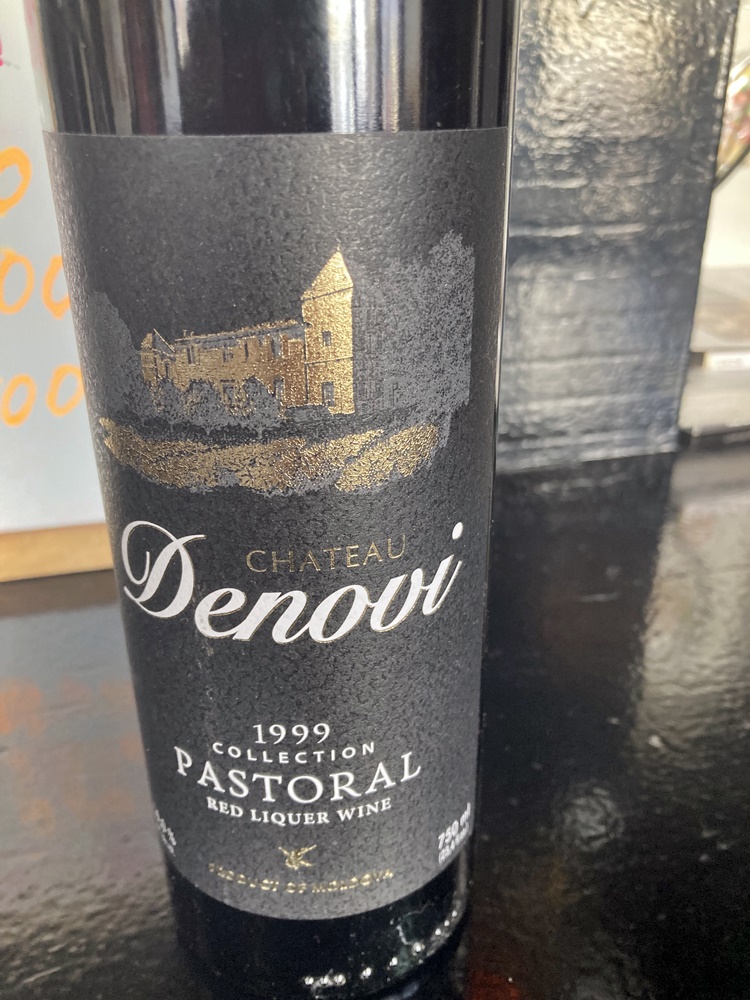 CHATEAU
Denovi
1999
COLLECTION
PASTORAL
RED LIQUER WINE
750 ml
PRODUCT OF MOLDOVA